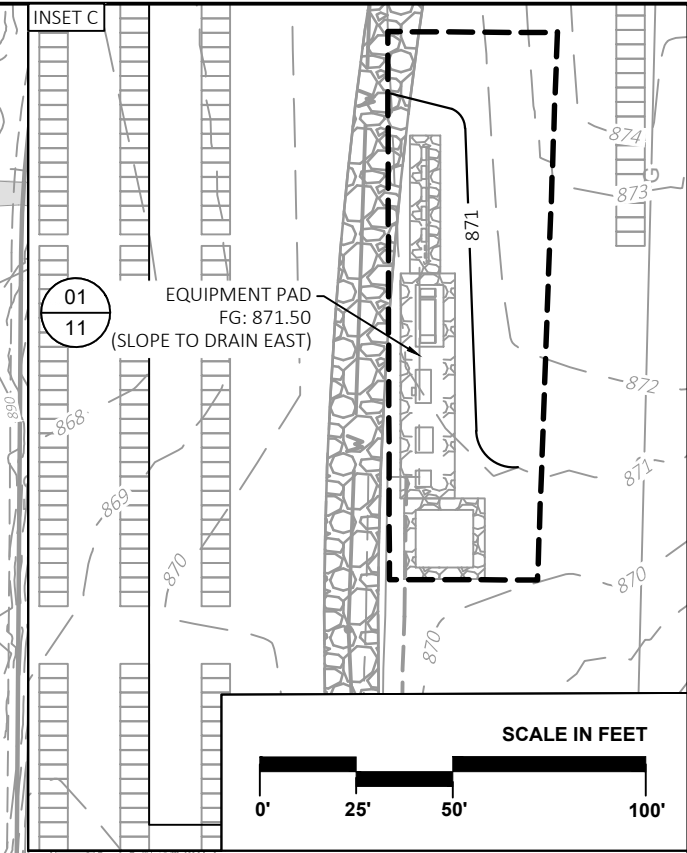 INSET C
874
873
G
871
01
11
EQUIPMENT PAD
FG: 871.50
(SLOPE TO DRAIN EAST)
872
890
868
W
871
869
870
870
870
SCALE IN FEET
0' 25' 50' 100'